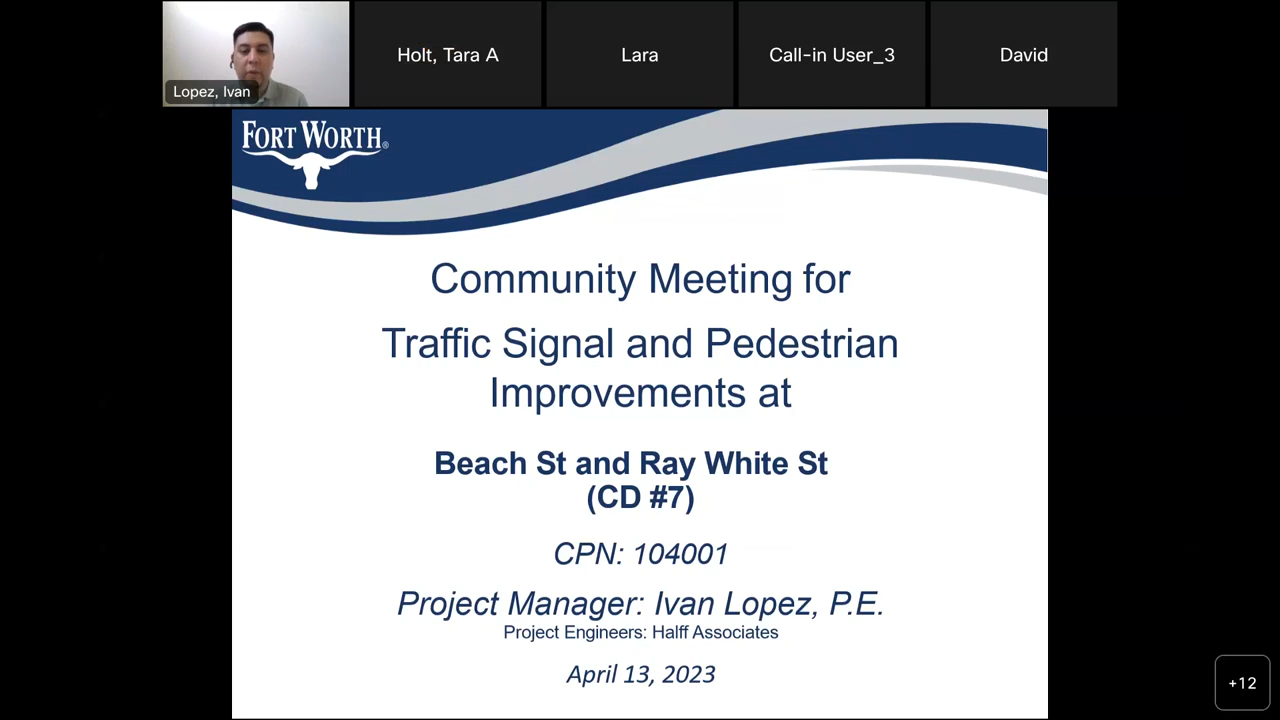 Lopez, Ivan
Holt, Tara A
Lara
Call-in User_3
David
FORT WORTH®
Community Meeting for
Traffic Signal and Pedestrian
Improvements at
Beach St and Ray White St
(CD #7)
CPN: 104001
Project Manager: Ivan Lopez, P.E.
Project Engineers: Halff Associates
April 13, 2023
+12